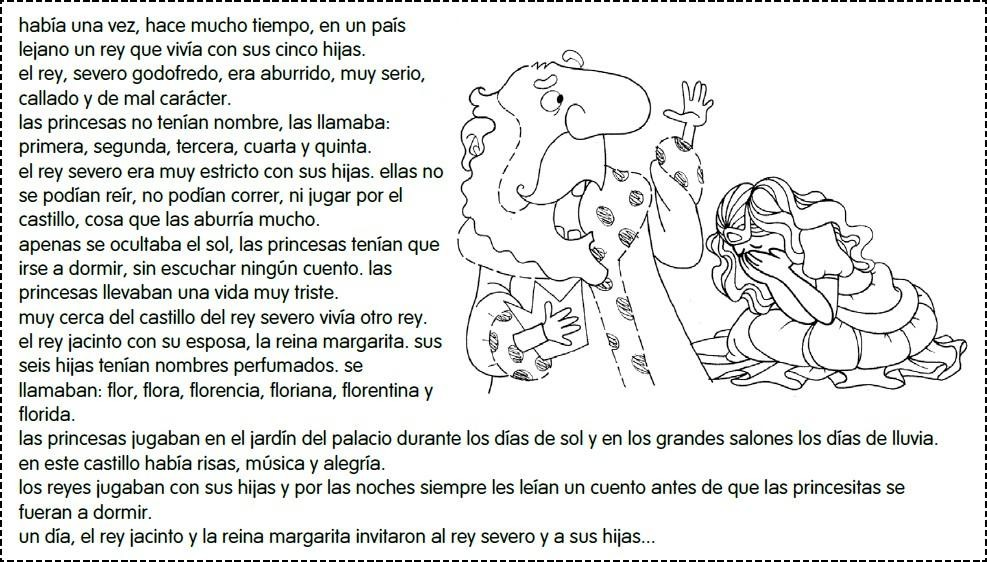 había una vez, hace mucho tiempo, en un país
lejano un rey que vivía con sus cinco hijas.
el rey, severo godofredo, era aburrido, muy serio,
callado y de mal carácter.
las princesas no tenían nombre, las llamaba:
primera, segunda, tercera, cuarta y quinta.
el rey severo era muy estricto con sus hijas. ellas no
se podían reír, no podían correr, ni jugar por el
castillo, cosa que las aburría mucho.
apenas se ocultaba el sol, las princesas tenían que
irse a dormir, sin escuchar ningún cuento. las
princesas llevaban una vida muy triste.
muy cerca del castillo del rey severo vivía otro rey.
el rey jacinto con su esposa, la reina margarita. sus
seis hijas tenían nombres perfumados. se
llamaban: flor, flora, florencia, floriana, florentina y
florida.
las princesas jugaban en el jardín del palacio durante los días de sol y en los grandes salones los días de lluvia.
en este castillo había risas, música y alegría.
los reyes jugaban con sus hijas y por las noches siempre les leían un cuento antes de que las princesitas se
fueran a dormir.
un día, el rey jacinto y la reina margarita invitaron al rey severo y a sus hijas...